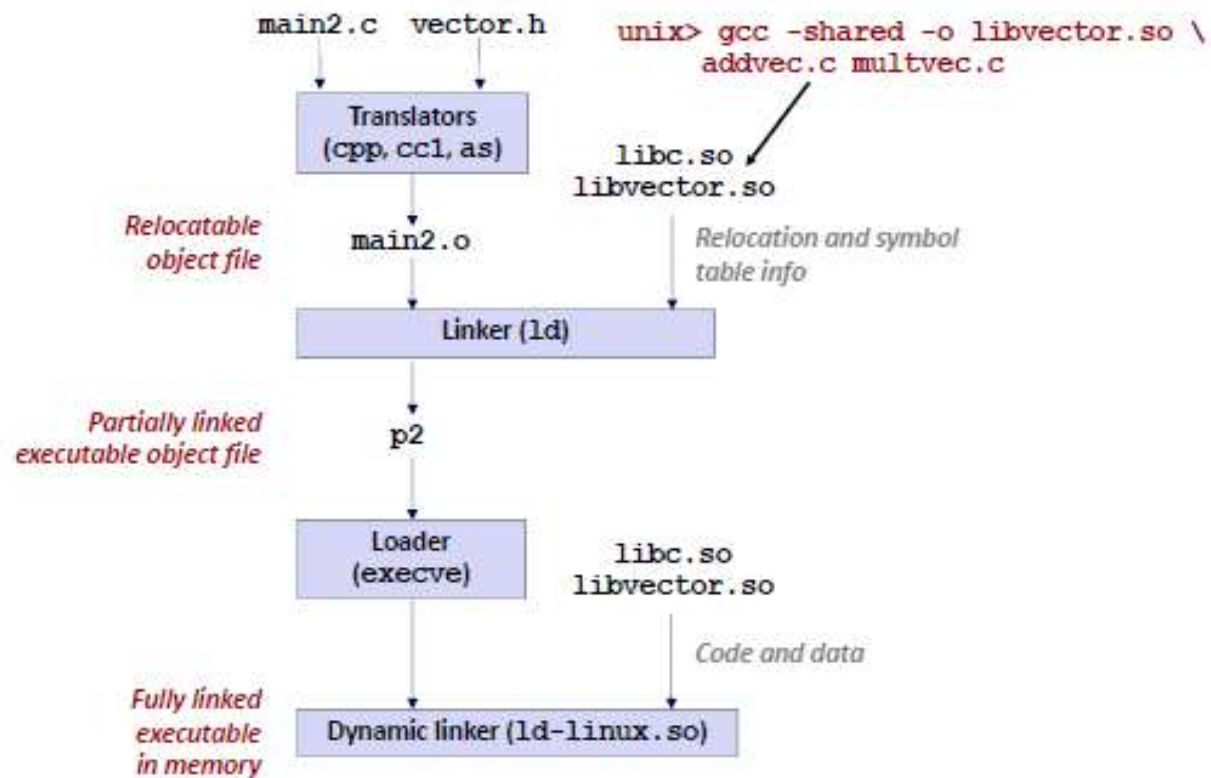 main2.c vector.h
unix> gcc -shared -o libvector.so \
addvec.c multvec.c
Translators
(cpp, cc1, as)
libc.so
libvector.so
Relocatable
object file
main2.o
Relocation and symbol
table info
Linker (ld)
Partially linked
executable object file
p2
Loader
(execve)
libc.so
libvector.so
Code and data
Fully linked
executable
in memory
Dynamic linker (ld-linux.so)